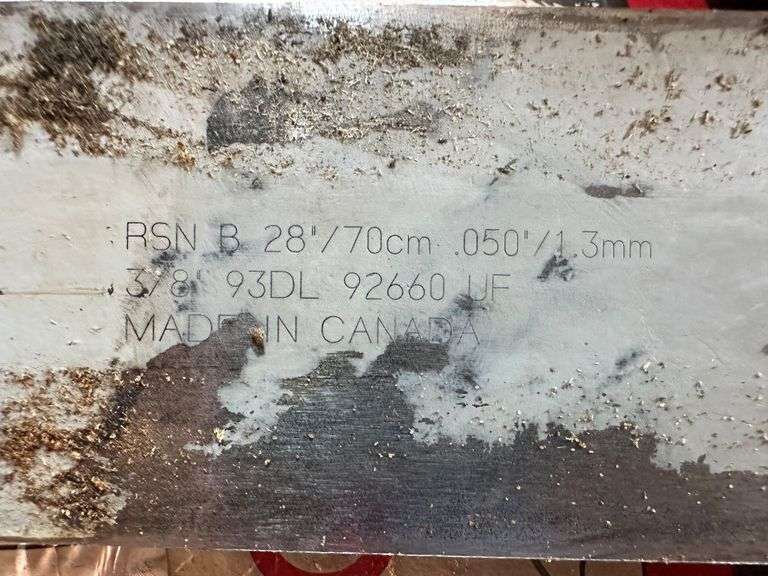 RSN B 28"/70cm .050"/1.3mm
3/8" 93DL 92660 UF
MADE IN CANADA